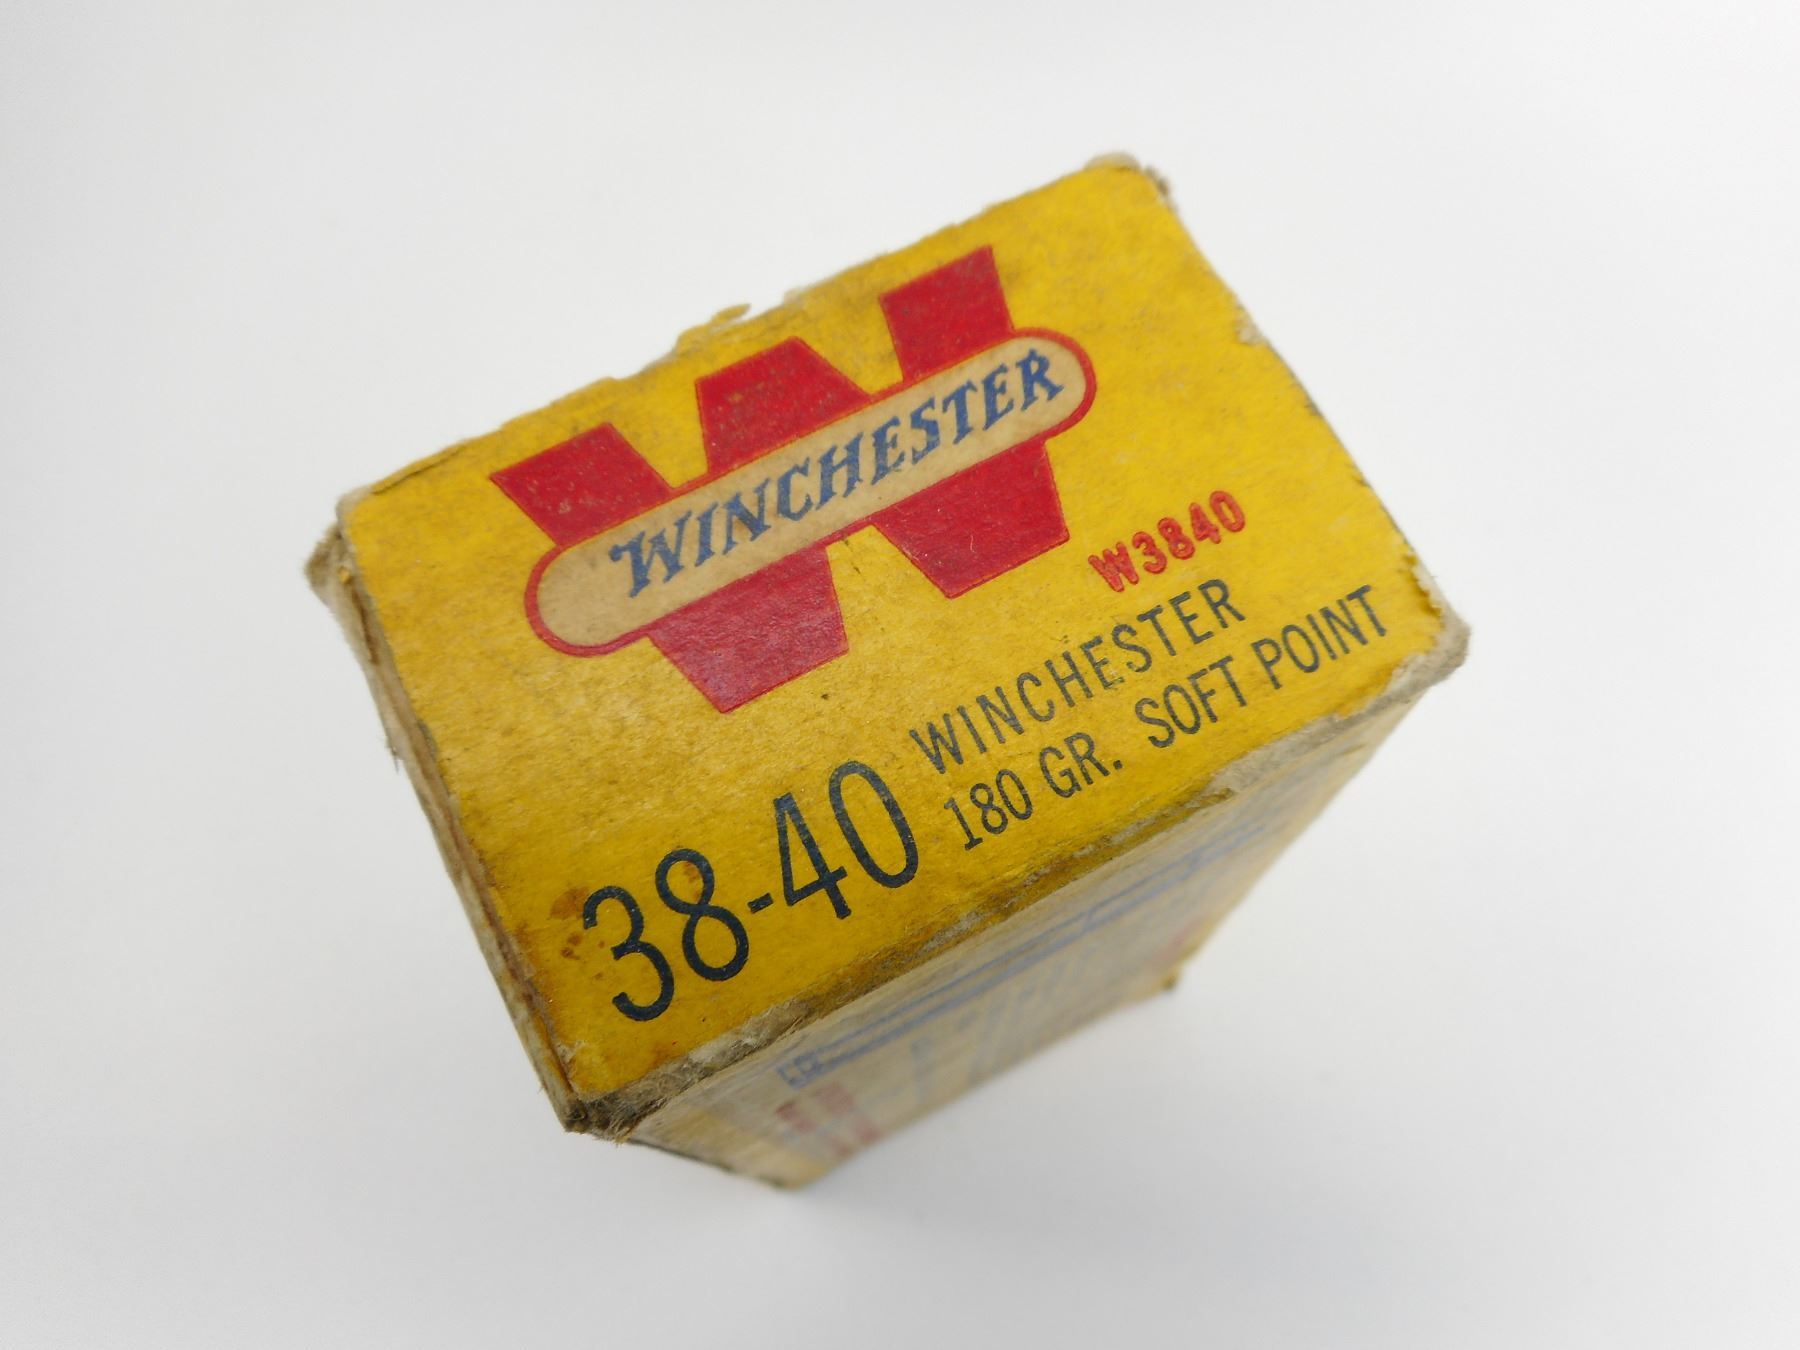 WINCHESTER
W3840
38-40 WINCHESTER
180 GR. SOFT POINT